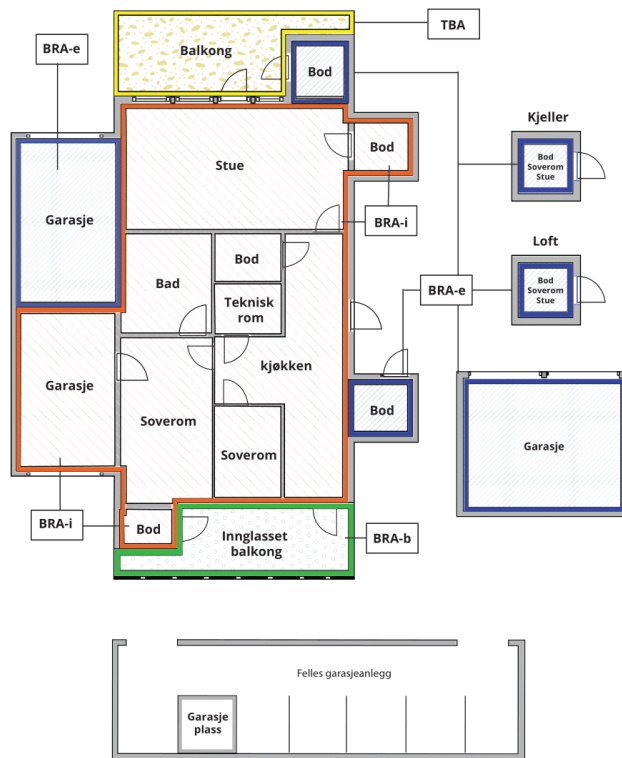 TBA
BRA-e
Balkong
Bod
Kjeller
Stue
Bod
Bod
Soverom
Stue
Garasje
BRA-i
Loft
Bod
Bad
Teknisk
rom
BRA-e
Bod
Soverom
Stue
kjøkken
Garasje
Soverom
Bod
Garasje
Soverom
BRA-i
Bod
Innglasset
balkong
BRA-b
Felles garasjeanlegg
Garasje
plass